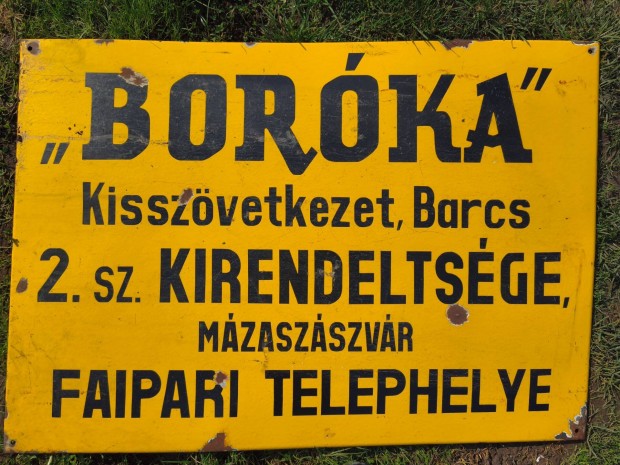 „BORÓKA”
Kisszövetkezet, Barcs
2. sz. KIRENDELTSÉGE,
MÁZASZÁSZVÁR
FAIPARI TELEPHELYE